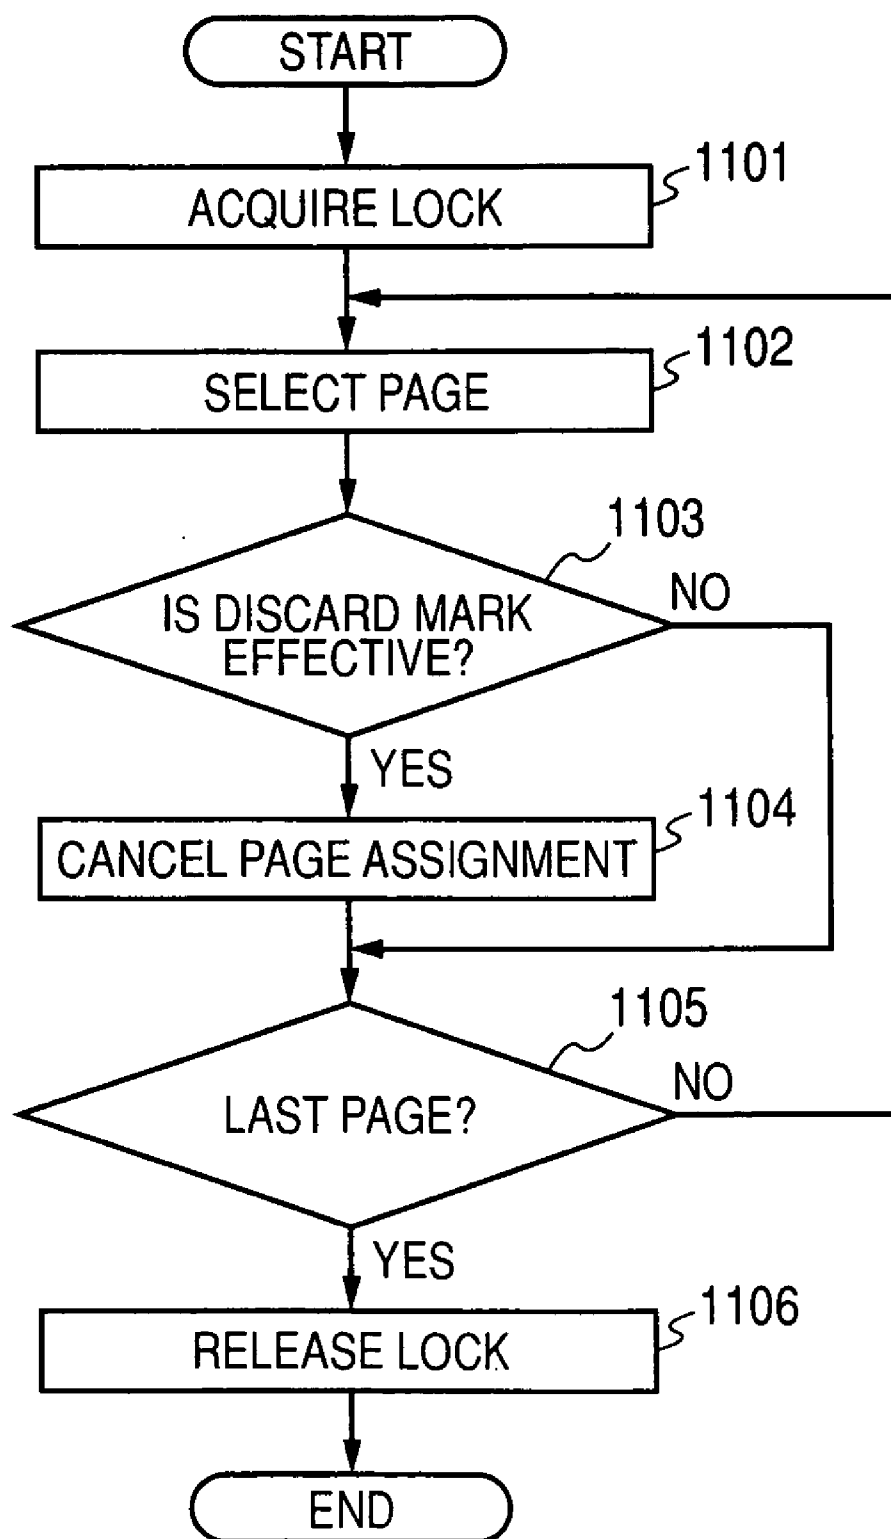 START
1101
ACQUIRE LOCK
1102
SELECT PAGE
1103
IS DISCARD MARK
EFFECTIVE?
NO
YES
1104
CANCEL PAGE ASSIGNMENT
1105
LAST PAGE?
NO
YES
1106
RELEASE LOCK
END